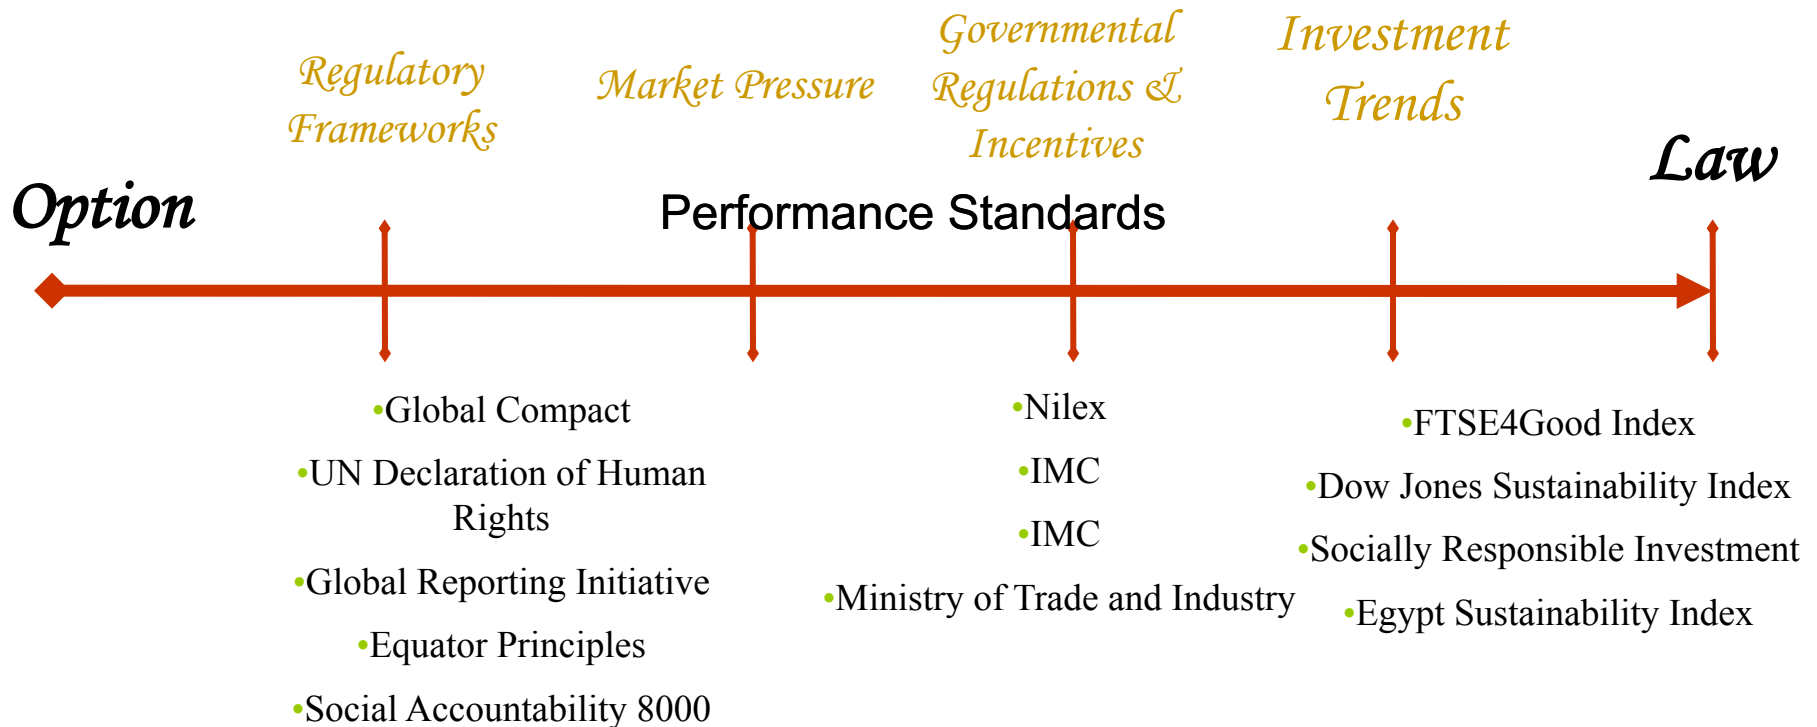 Regulatory
Frameworks
Market Pressure
Governmental
Regulations &
Incentives
Investment
Trends
Option
Performance Standards
Law
•Global Compact
•UN Declaration of Human
Rights
•Global Reporting Initiative
•Equator Principles
•Social Accountability 8000
•Nilex
•IMC
•IMC
•Ministry of Trade and Industry
•FTSE4Good Index
•Dow Jones Sustainability Index
•Socially Responsible Investment
•Egypt Sustainability Index